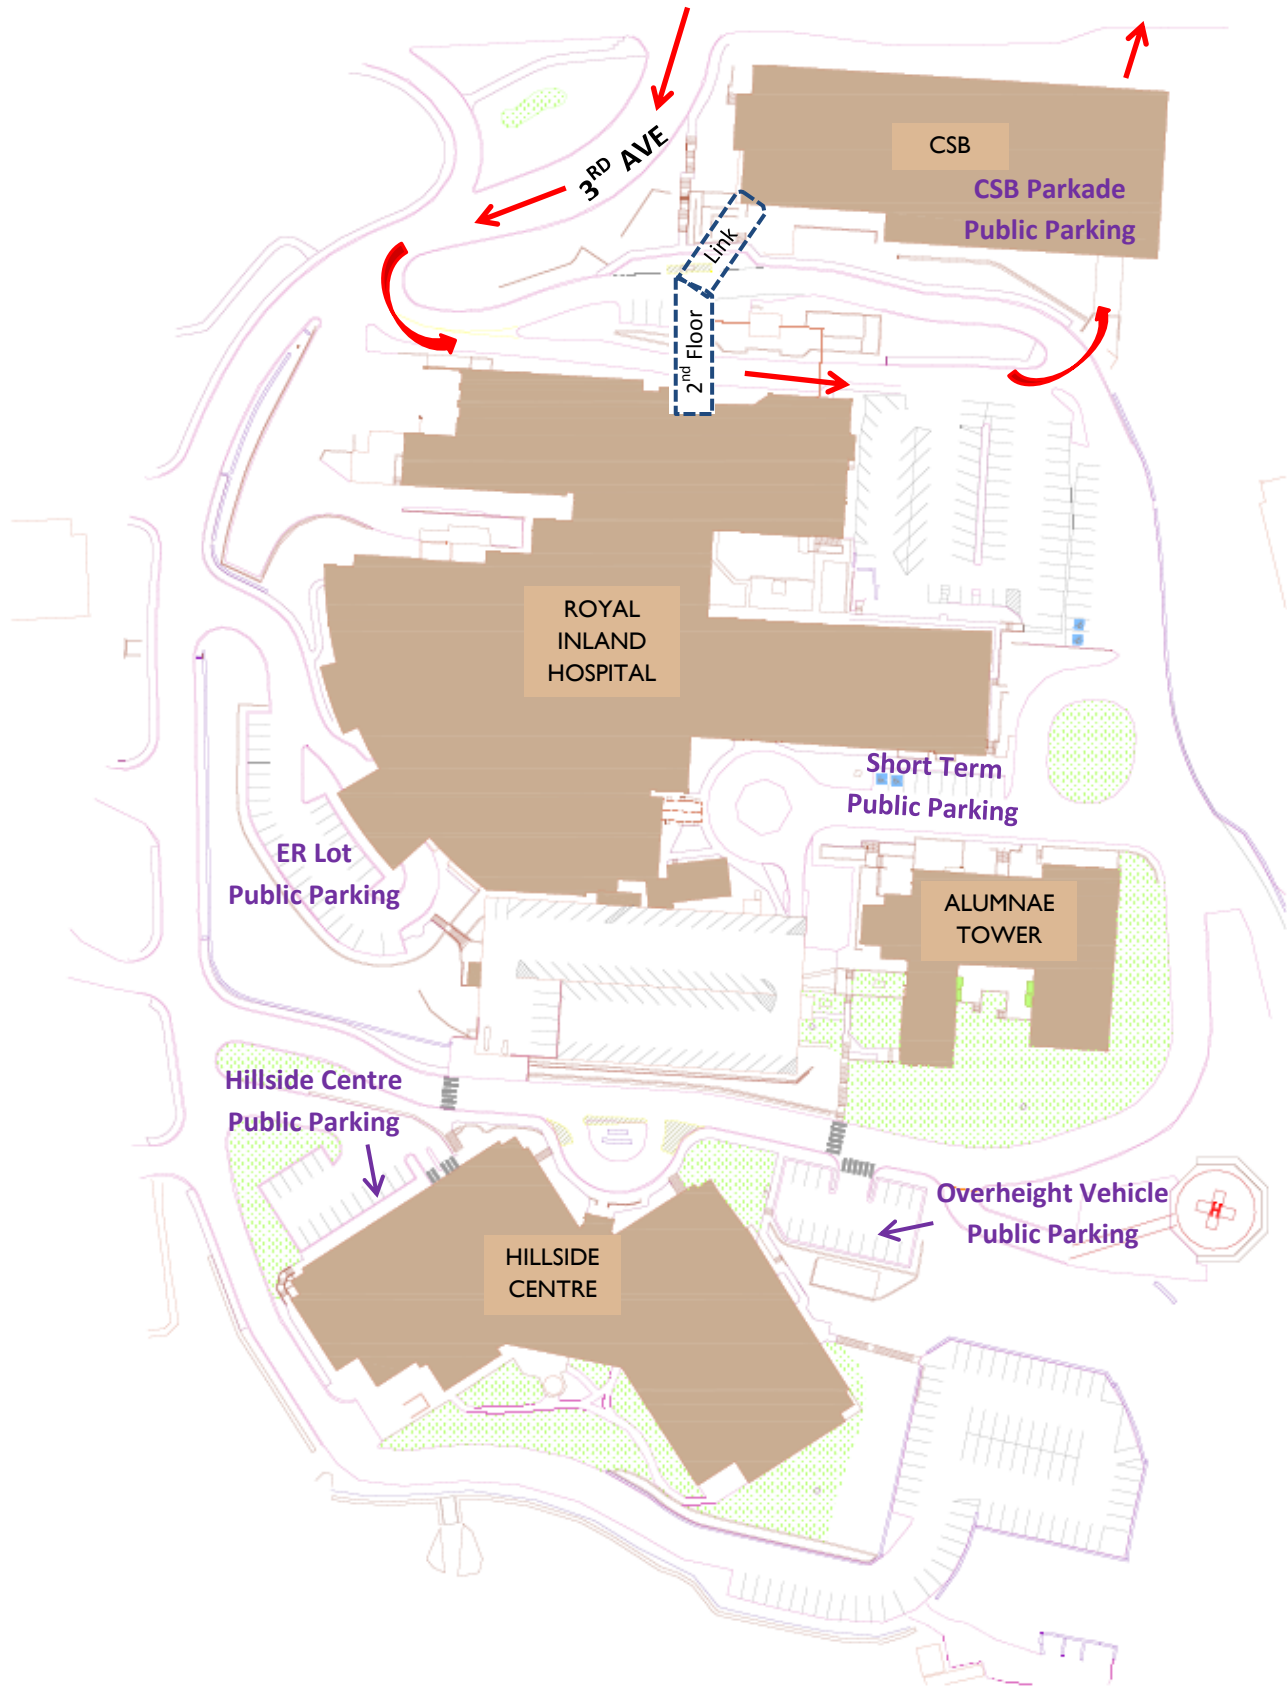 3RD AVE
CSB
CSB Parkade
Public Parking
Link
2nd Floor
ROYAL
INLAND
HOSPITAL
Short Term
Public Parking
ER Lot
Public Parking
ALUMNAE
TOWER
Hillside Centre
Public Parking
Overheight Vehicle
Public Parking
H
HILLSIDE
CENTRE